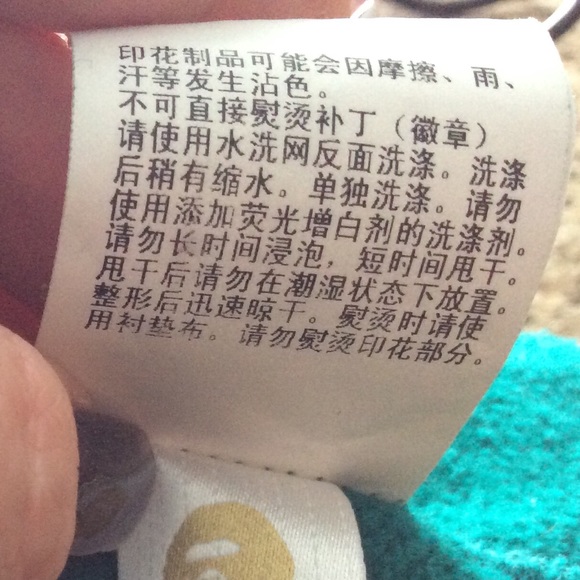 印花制品可能会因摩擦、雨、
汗等发生沾色。
不可直接熨烫补丁（徽章）
请使用水洗网反面洗涤。洗涤
后稍有缩水。单独洗涤。请勿
使用添加荧光增白剂的洗涤剂。
请勿长时间浸泡，短时间甩干。
甩干后请勿在潮湿状态下放置。
整形后迅速晾干。熨烫时请使
用衬垫布。请勿熨烫印花部分。